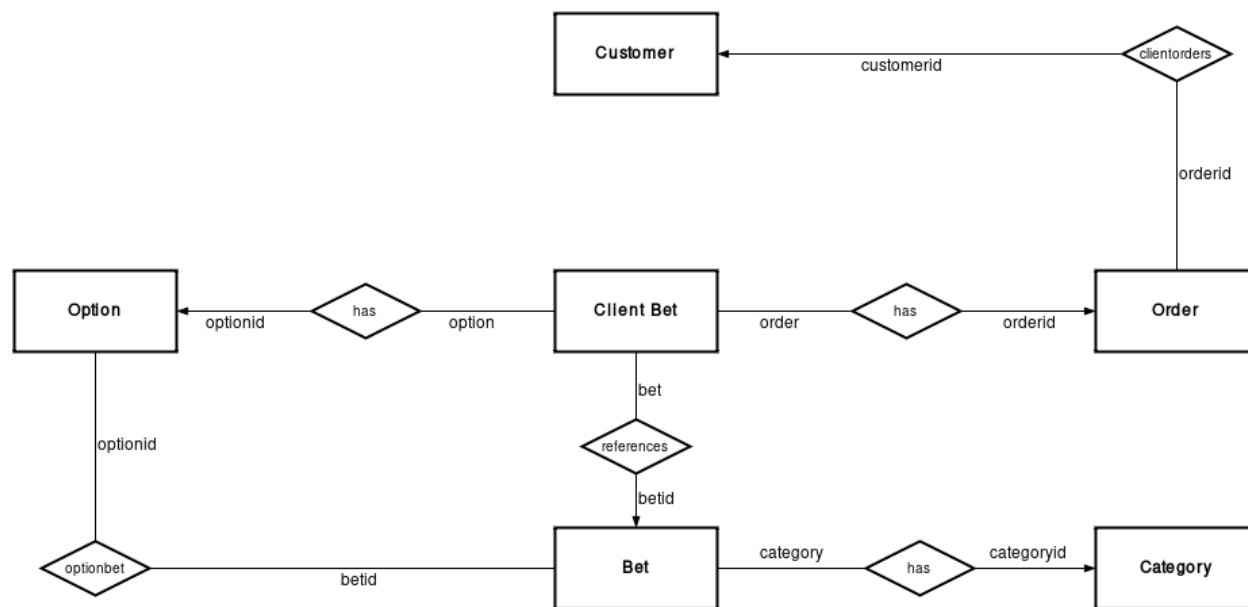 Customer
customerid
clientorders
orderid
Option
optionid
has
option
Client Bet
order
has
orderid
Order
bet
optionid
references
betid
optionbet
betid
Bet
category
has
categoryid
Category